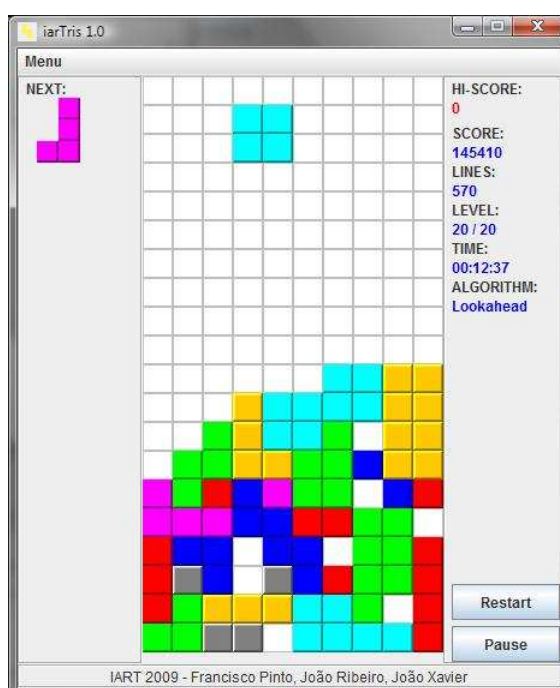 iarTris 1.0
Menu
NEXT:
HI-SCORE:
0
SCORE:
145410
LINES:
570
LEVEL:
20 / 20
TIME:
00:12:37
ALGORITHM:
Lookahead
Restart
Pause
IART 2009 - Francisco Pinto, João Ribeiro, João Xavier